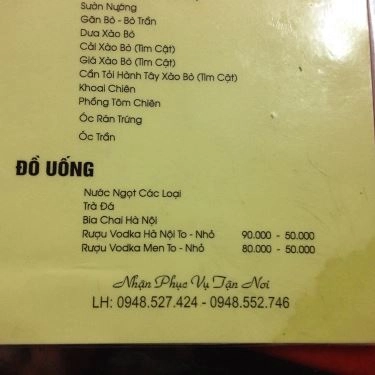 Sườn Nướng
Gân Bò - Bò Trần
Dưa Xào Bò
Cải Xào Bò (Tim Cật)
Giá Xào Bò (Tim Cật)
Cần Tỏi Hành Tây Xào Bò (Tim Cật)
Khoai Chiên
Phồng Tôm Chiên
Óc Rán Trứng
Óc Trần
ĐỒ UỐNG
Nước Ngọt Các Loại
Trà Đá
Bia Chai Hà Nội
Rượu Vodka Hà Nội To - Nhỏ 90.000 - 50.000
Rượu Vodka Men To - Nhỏ 80.000 - 50.000
Nhận Phục Vụ Tận Nơi
LH: 0948.527.424 - 0948.552.746